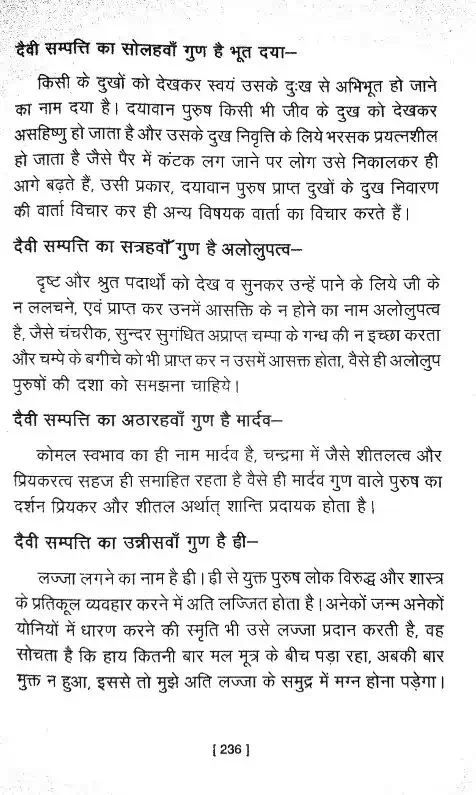 दैवी सम्पत्ति का सोलहवाँ गुण है भूत दया—
किसी के दुखों को देखकर स्वयं उसके दुःख से अभिभूत हो जाने
का नाम दया है। दयावान पुरुष किसी भी जीव के दुख को देखकर
असहिष्णु हो जाता है और उसके दुख निवृत्ति के लिये भरसक प्रयत्नशील
हो जाता है जैसे पैर में कंटक लग जाने पर लोग उसे निकालकर ही
आगे बढ़ते हैं, उसी प्रकार, दयावान पुरुष प्राप्त दुखों के दुख निवारण
की वार्ता विचार कर ही अन्य विषयक वार्ता का विचार करते हैं।
दैवी सम्पत्ति का सत्रहवाँ गुण है अलोलुपत्व—
दृष्ट और श्रुत पदार्थों को देख व सुनकर उन्हें पाने के लिये जी के
न ललचने, एवं प्राप्त कर उनमें आसक्ति के न होने का नाम अलोलुपत्व
है, जैसे चंचरीक, सुन्दर सुगंधित अप्राप्त चम्पा के गन्ध की न इच्छा करता
और चम्पे के बगीचे को भी प्राप्त कर न उसमें आसक्त होता, वैसे ही अलोलुप
पुरुषों की दशा को समझना चाहिये।
दैवी सम्पत्ति का अठारहवाँ गुण है मार्दव—
कोमल स्वभाव का ही नाम मार्दव है, चन्द्रमा में जैसे शीतलत्व और
प्रियकरत्व सहज ही समाहित रहता है वैसे ही मार्दव गुण वाले पुरुष का
दर्शन प्रियकर और शीतल अर्थात् शान्ति प्रदायक होता है।
दैवी सम्पत्ति का उन्नीसवाँ गुण है ह्री—
लज्जा लगने का नाम है ह्री। ह्री से युक्त पुरुष लोक विरुद्ध और शास्त्र
के प्रतिकूल व्यवहार करने में अति लज्जित होता है। अनेकों जन्म अनेकों
योनियों में धारण करने की स्मृति भी उसे लज्जा प्रदान करती है, वह
सोचता है कि हाय कितनी बार मल मूत्र के बीच पड़ा रहा, अबकी बार
मुक्त न हुआ, इससे तो मुझे अति लज्जा के समुद्र में मग्न होना पड़ेगा।
[ 236 ]